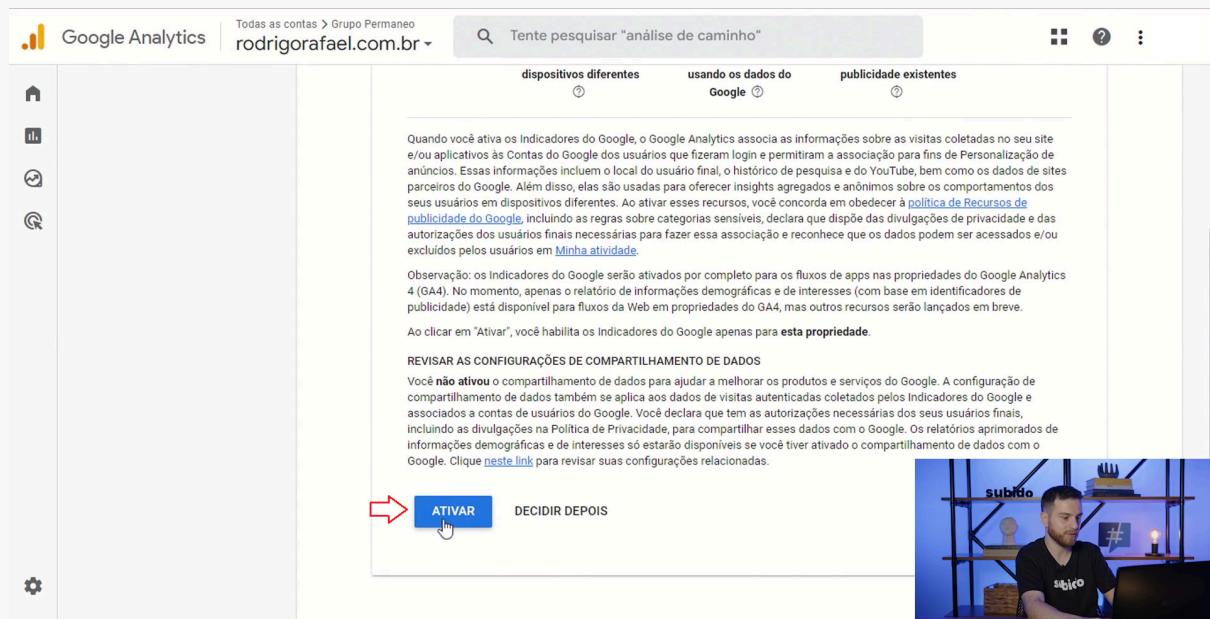 Google Analytics
Todas as contas > Grupo Permaneo
rodrigorafael.com.br
Tente pesquisar "análise de caminho"
dispositivos diferentes
usando os dados do
Google
publicidade existentes
Quando você ativa os Indicadores do Google, o Google Analytics associa as informações sobre as visitas coletadas no seu site
e/ou aplicativos às Contas do Google dos usuários que fizeram login e permitiram a associação para fins de Personalização de
anúncios. Essas informações incluem o local do usuário final, o histórico de pesquisa e do YouTube, bem como os dados de sites
parceiros do Google. Além disso, elas são usadas para oferecer insights agregados e anônimos sobre os comportamentos dos
seus usuários em dispositivos diferentes. Ao ativar esses recursos, você concorda em obedecer à política de Recursos de
publicidade do Google, incluindo as regras sobre categorias sensíveis, declara que dispõe das divulgações de privacidade e das
autorizações dos usuários finais necessárias para fazer essa associação e reconhece que os dados podem ser acessados e/ou
excluídos pelos usuários em Minha atividade.
Observação: os Indicadores do Google serão ativados por completo para os fluxos de apps nas propriedades do Google Analytics
4 (GA4). No momento, apenas o relatório de informações demográficas e de interesses (com base em identificadores de
publicidade) está disponível para fluxos da Web em propriedades do GA4, mas outros recursos serão lançados em breve.
Ao clicar em "Ativar", você habilita os Indicadores do Google apenas para esta propriedade.
REVISAR AS CONFIGURAÇÕES DE COMPARTILHAMENTO DE DADOS
Você não ativou o compartilhamento de dados para ajudar a melhorar os produtos e serviços do Google. A configuração de
compartilhamento de dados também se aplica aos dados de visitas autenticadas coletados pelos Indicadores do Google e
associados a contas de usuários do Google. Você declara que tem as autorizações necessárias dos seus usuários finais,
incluindo as divulgações na Política de Privacidade, para compartilhar esses dados com o Google. Os relatórios aprimorados de
informações demográficas e de interesses só estarão disponíveis se você tiver ativado o compartilhamento de dados com o
Google. Clique neste link para revisar suas configurações relacionadas.
ATIVAR
DECIDIR DEPOIS
subido
#
subido